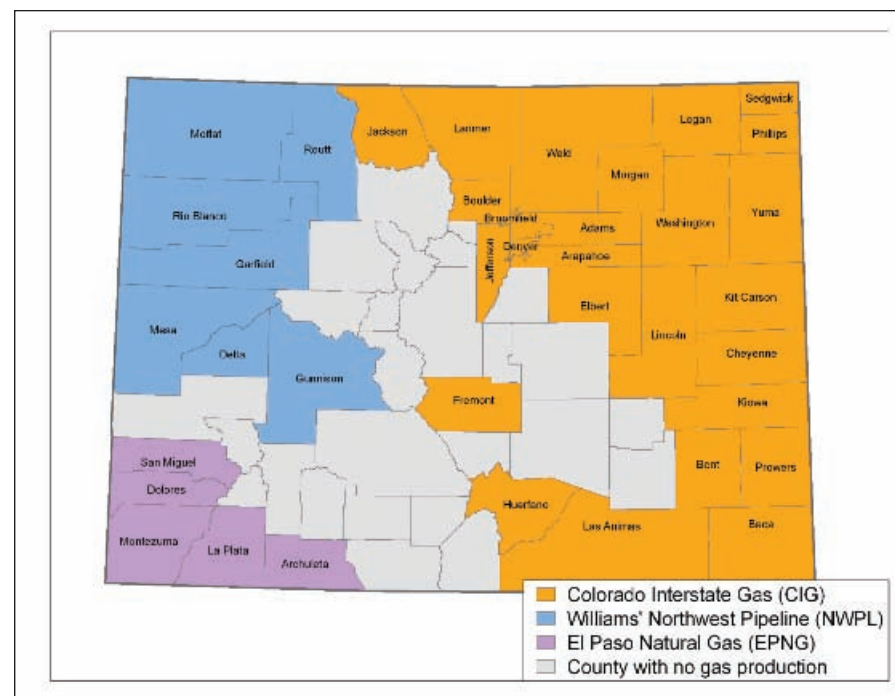 Moffat
Routt
Jackson
Larimer
Weld
Logan
Sedgwick
Phillips
Morgan
Boulder
Broomfield
Rio Blanco
Adams
Washington
Yuma
Denver
Jefferson
Arapahoe
Garfield
Elbert
Kit Carson
Mesa
Lincoln
Delta
Cheyenne
Gunnison
Fremont
Kiowa
San Miguel
Bent
Prowers
Dolores
Huerfano
Las Animas
Baca
Montezuma
La Plata
Archuleta
Colorado Interstate Gas (CIG)
Williams' Northwest Pipeline (NWPL)
El Paso Natural Gas (EPNG)
County with no gas production